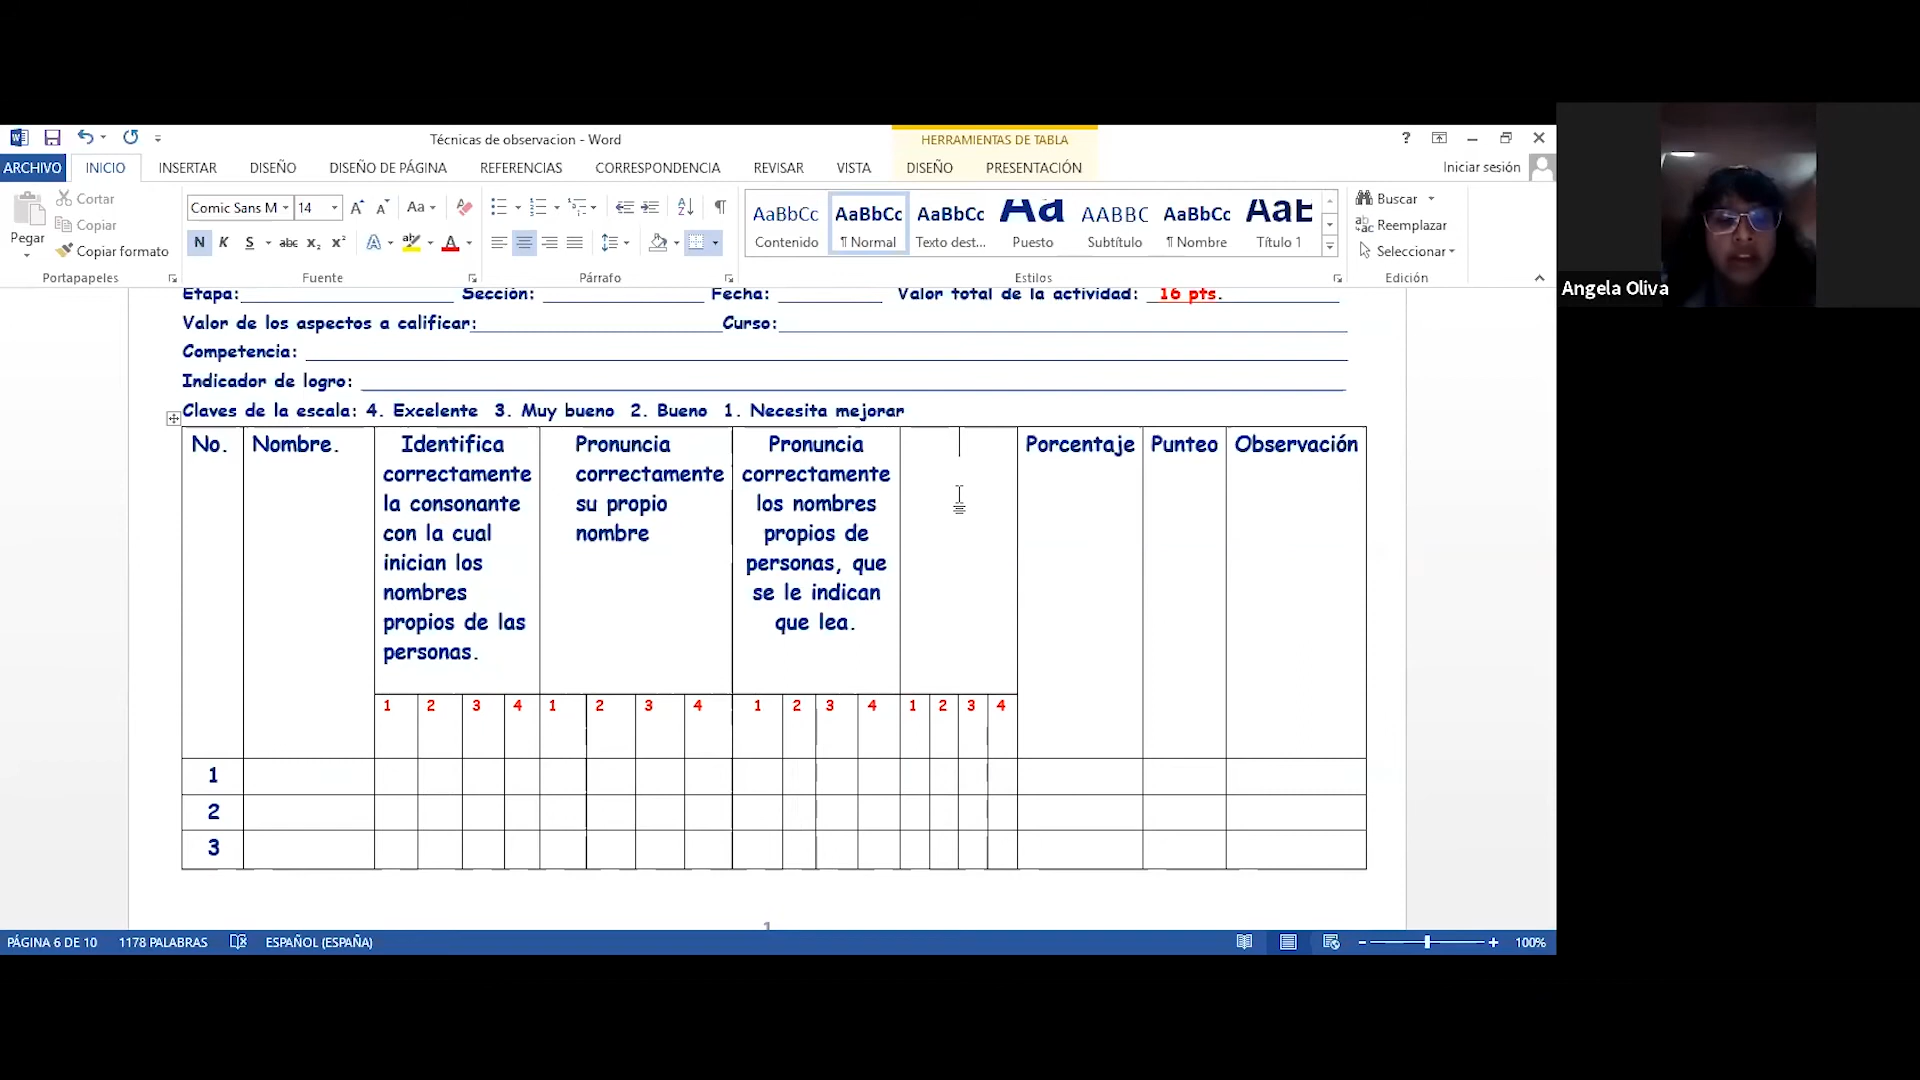 Técnicas de observacion - Word
HERRAMIENTAS DE TABLA
?
ARCHIVO INICIO INSERTAR DISEÑO DISEÑO DE PÁGINA REFERENCIAS CORRESPONDENCIA REVISAR VISTA DISEÑO PRESENTACIÓN Iniciar sesión
Pegar
Cortar
Copiar
Copiar formato
Portapapeles
Comic Sans M 14
Fuente
Párrafo
AaBbCc Contenido
AaBbCc ¶ Normal
AaBbCc Texto dest...
Aa Puesto
AABBC Subtítulo
AaBbCc ¶ Nombre
AaE Título 1
Estilos
Buscar
Reemplazar
Seleccionar
Edición
Angela Oliva
Etapa: Sección: Fecha: Valor total de la actividad: 16 pts.
Valor de los aspectos a calificar: Curso:
Competencia:
Indicador de logro:
Claves de la escala: 4. Excelente 3. Muy bueno 2. Bueno 1. Necesita mejorar
No.
Nombre.
Identifica
correctamente
la consonante
con la cual
inician los
nombres
propios de las
personas.
Pronuncia
correctamente
su propio
nombre
Pronuncia
correctamente
los nombres
propios de
personas, que
se le indican
que lea.
Porcentaje
Punteo
Observación
1 2 3 4 1 2 3 4 1 2 3 4 1 2 3 4
1
2
3
PÁGINA 6 DE 10 1178 PALABRAS ESPAÑOL (ESPAÑA) 100%